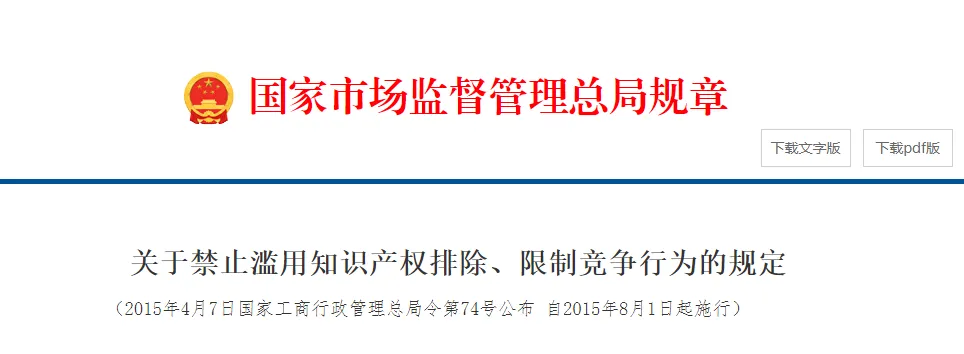 国家市场监督管理总局规章
下载文字版 下载pdf版
关于禁止滥用知识产权排除、限制竞争行为的规定
（2015年4月7日国家工商行政管理总局令第74号公布 自2015年8月1日起施行）